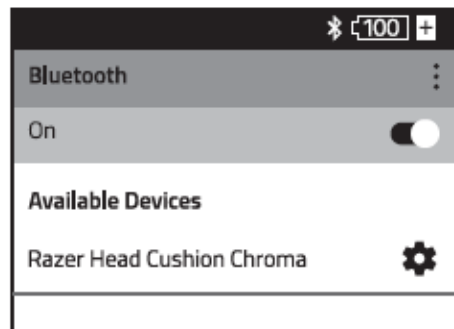 100 +
Bluetooth
On
Available Devices
Razer Head Cushion Chroma